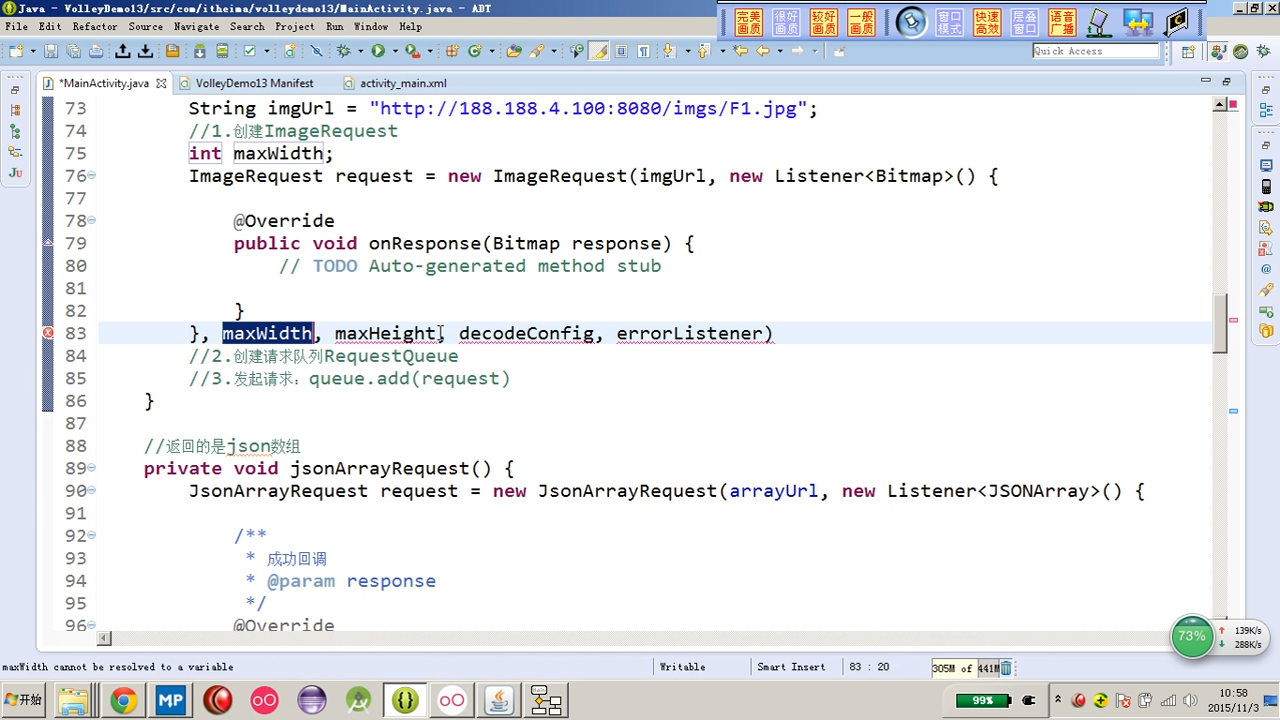 Java - VolleyDemo13/src/com/itheima/volleydemo13/MainActivity.java - ADT
File Edit Refactor Source Navigate Search Project Run Window Help
完美画质 很好画质 较好画质 一般画质 窗口模式 快速高效 层叠窗口 语音广播
Quick Access
*MainActivity.java VolleyDemo13 Manifest activity_main.xml
73 String imgUrl = "http://188.188.4.100:8080/imgs/F1.jpg";
74 //1.创建ImageRequest
75 int maxWidth;
76 ImageRequest request = new ImageRequest(imgUrl, new Listener<Bitmap>() {
77
78 @Override
79 public void onResponse(Bitmap response) {
80 // TODO Auto-generated method stub
81
82 }
83 }, maxWidth, maxHeight, decodeConfig, errorListener)
84 //2.创建请求队列RequestQueue
85 //3.发起请求：queue.add(request)
86 }
87
88 //返回的是json数组
89 private void jsonArrayRequest() {
90 JsonArrayRequest request = new JsonArrayRequest(arrayUrl, new Listener<JSONArray>() {
91
92 /**
93 * 成功回调
94 * @param response
95 */
96 @Override
73% 139K/s
288K/s
maxWidth cannot be resolved to a variable Writable Smart Insert 83 : 20 305M of 441M
开始 MP 99% 10:58
2015/11/3